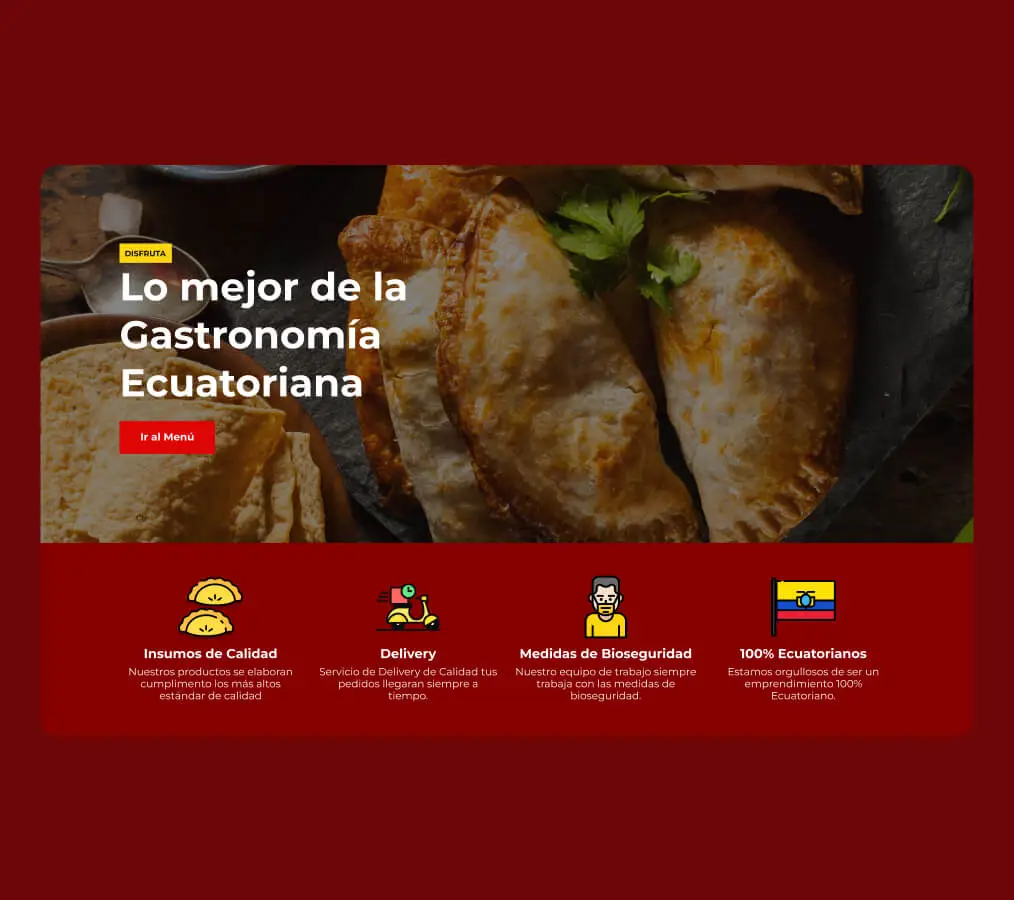 DISFRUTA
Lo mejor de la
Gastronomía
Ecuatoriana
Ir al Menú
Insumos de Calidad
Nuestros productos se elaboran
cumplimento los más altos
estándar de calidad
Delivery
Servicio de Delivery de Calidad tus
pedidos llegaran siempre a
tiempo.
Medidas de Bioseguridad
Nuestro equipo de trabajo siempre
trabaja con las medidas de
bioseguridad.
100% Ecuatorianos
Estamos orgullosos de ser un
emprendimiento 100%
Ecuatoriano.